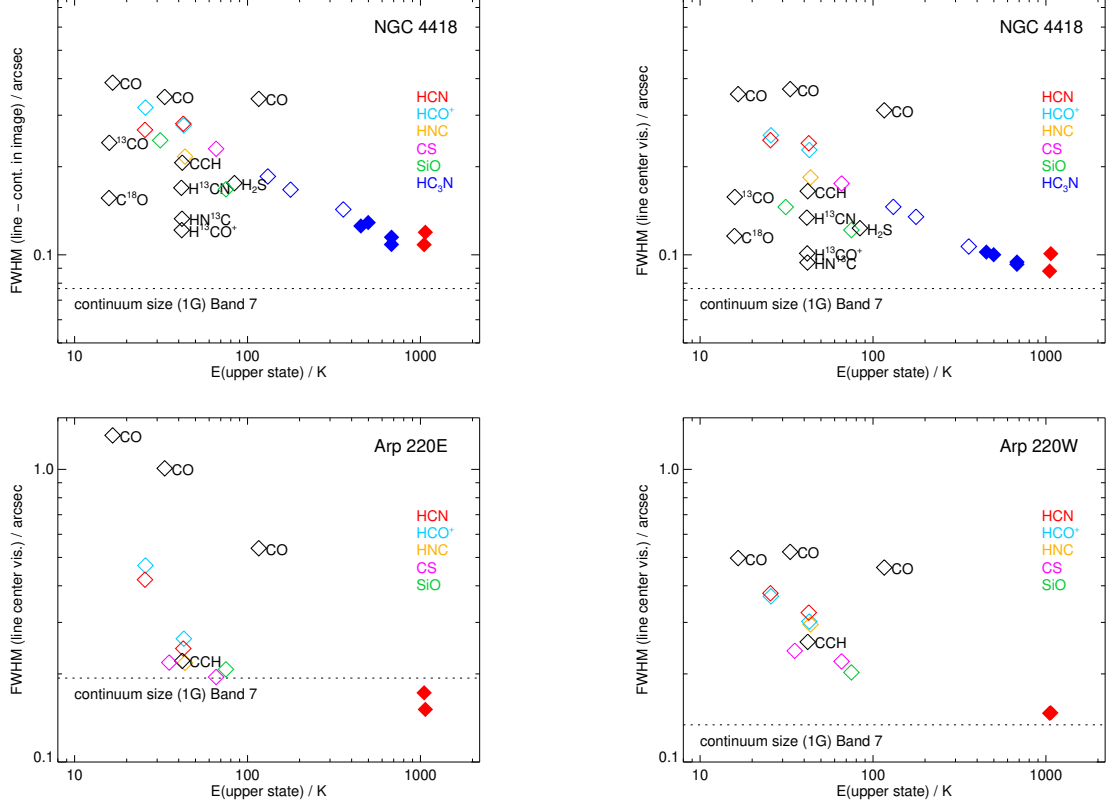 NGC 4418
FWHM (line – cont. in image) / arcsec
0.1
CO
CO
CO
¹³CO
CCH
H¹³CN
H₂S
C¹⁸O
HN¹³C
H¹³CO⁺
HCN
HCO⁺
HNC
CS
SiO
HC₃N
continuum size (1G) Band 7
10
100
1000
E(upper state) / K
NGC 4418
FWHM (line center vis.) / arcsec
0.1
CO
CO
CO
¹³CO
CCH
H¹³CN
H₂S
C¹⁸O
H¹³CO⁺
HN¹³C
HCN
HCO⁺
HNC
CS
SiO
HC₃N
continuum size (1G) Band 7
10
100
1000
E(upper state) / K
Arp 220E
FWHM (line center vis.) / arcsec
1.0
0.1
CO
CO
CO
CCH
HCN
HCO⁺
HNC
CS
SiO
continuum size (1G) Band 7
10
100
1000
E(upper state) / K
Arp 220W
FWHM (line center vis.) / arcsec
1.0
0.1
CO
CO
CO
CCH
HCN
HCO⁺
HNC
CS
SiO
continuum size (1G) Band 7
10
100
1000
E(upper state) / K